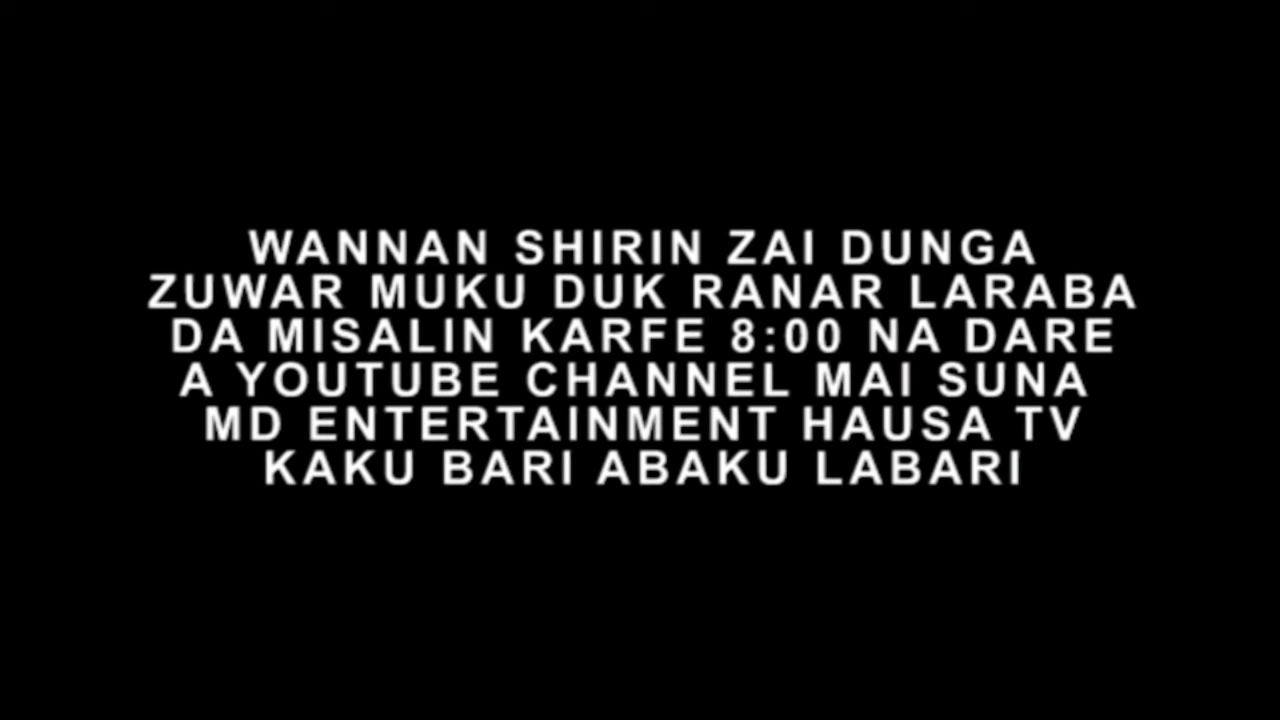 WANNAN SHIRIN ZAI DUNGA
ZUWAR MUKU DUK RANAR LARABA
DA MISALIN KARFE 8:00 NA DARE
A YOUTUBE CHANNEL MAI SUNA
MD ENTERTAINMENT HAUSA TV
KAKU BARI ABAKU LABARI